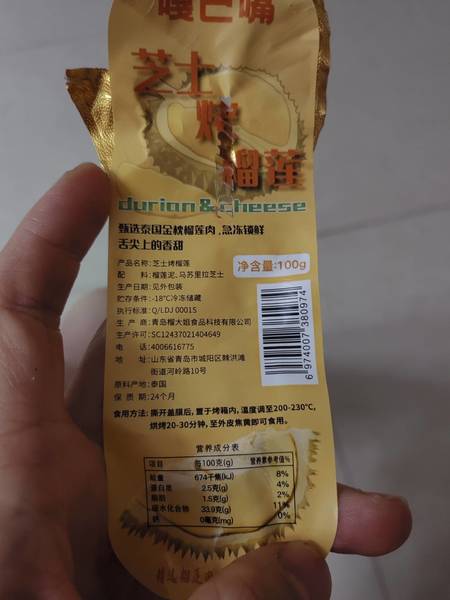 嘎巴嘴
芝士
烤
榴莲
durian & cheese
甄选泰国金枕榴莲肉，急冻锁鲜
舌尖上的香甜
净含量:100g
产品名称:芝士烤榴莲
配 料:榴莲泥、马苏里拉芝士
生产日期:见外包装
贮存条件:-18℃冷冻储藏
执行标准:Q/LDJ 0001S
生 产 商:青岛榴大姐食品科技有限公司
生产许可:SC12437021404649
电 话:4006616775
地 址:山东省青岛市城阳区棘洪滩
街道河岭路10号
原料产地:泰国
保 质 期:24个月
6974007380974
食用方法:撕开盖膜后，置于烤箱内，温度调至200-230℃，
烘烤20-30分钟，至外皮焦黄即可食用。
营养成分表
项目 每100克(g) 营养素参考值%
能量 674千焦(kJ) 8%
蛋白质 2.5克(g) 4%
脂肪 1.5克(g) 2%
碳水化合物 33.9克(g) 11%
钠 0毫克(mg) 0%